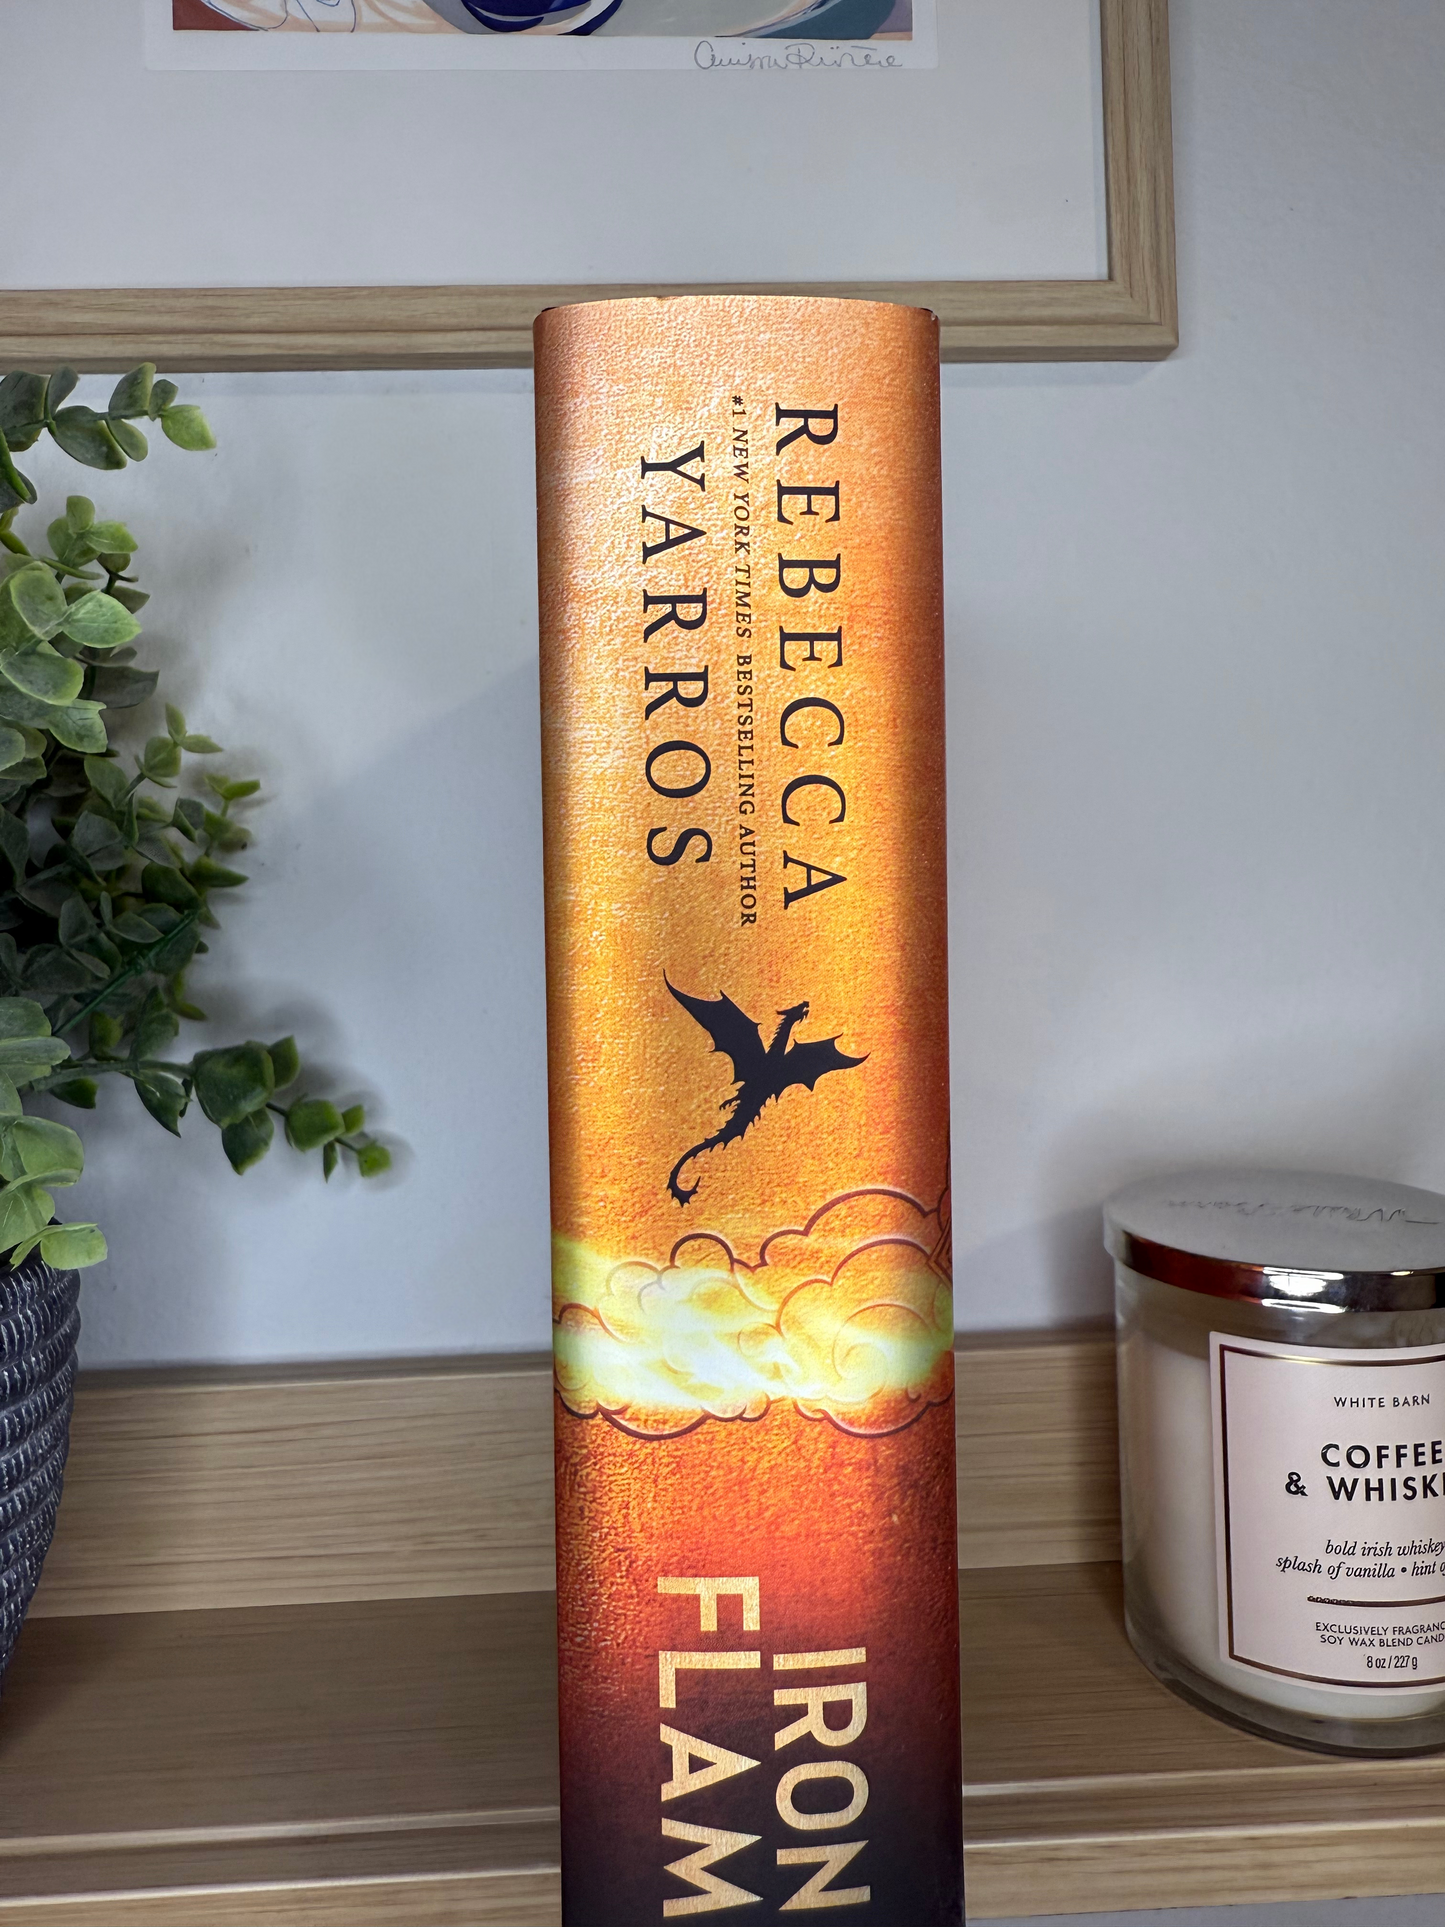 REBECCA
#1 NEW YORK TIMES BESTSELLING AUTHOR
YARROS
IRON
FLAM
WHITE BARN
COFFEE
& WHISK
bold irish whiskey
splash of vanilla • hint
EXCLUSIVELY FRAGRAN
SOY WAX BLEND CAND
8 oz / 227 g